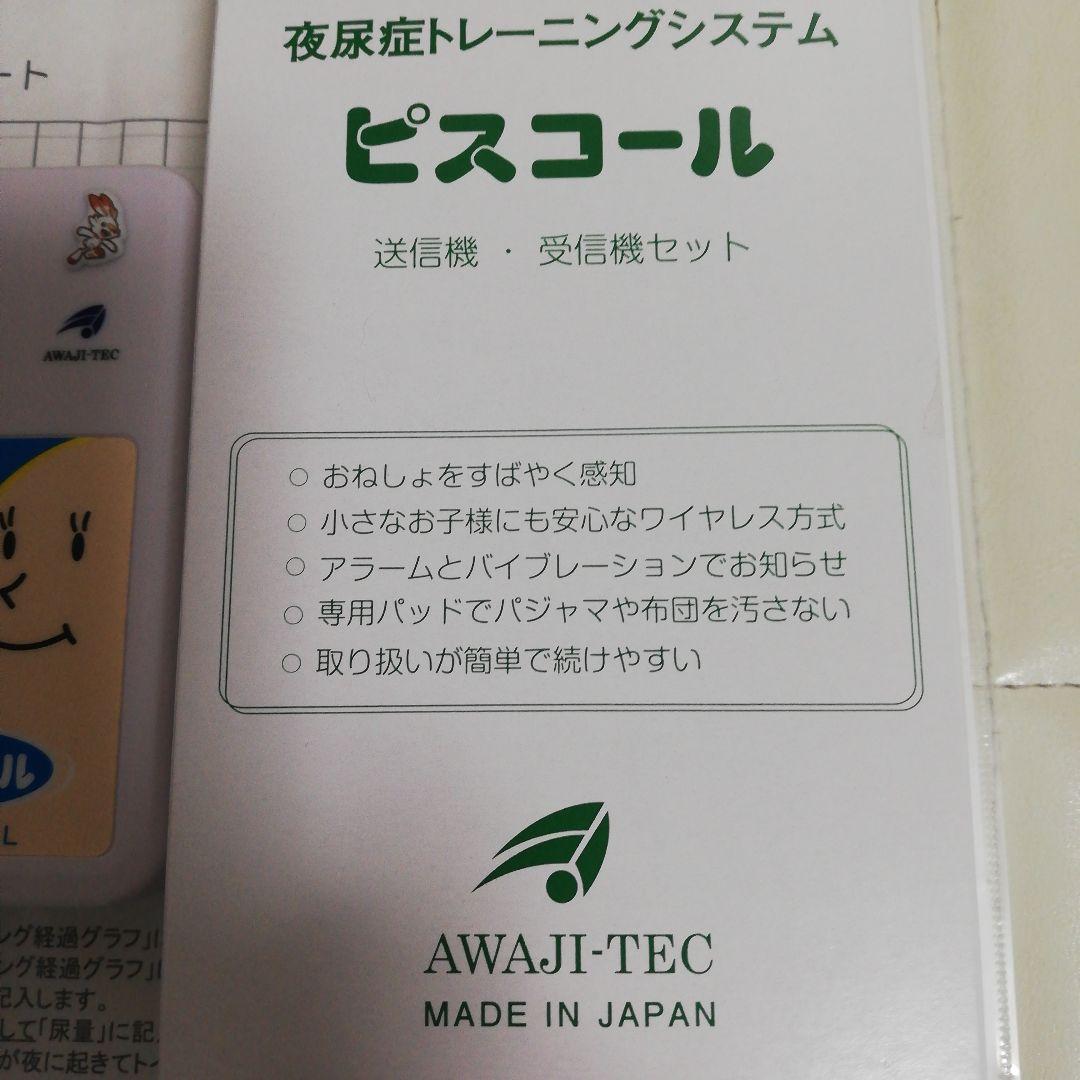 夜尿症トレーニングシステム
ピスコール
送信機 ・ 受信機セット
○ おねしょをすばやく感知
○ 小さなお子様にも安心なワイヤレス方式
○ アラームとバイブレーションでお知らせ
○ 専用パッドでパジャマや布団を汚さない
○ 取り扱いが簡単で続けやすい
AWAJI-TEC
MADE IN JAPAN
ート
AWAJI-TEC
ル
L
ング経過グラフ」に
ング経過グラフ」に
記入します。
して「尿量」に記
が夜に起きてト